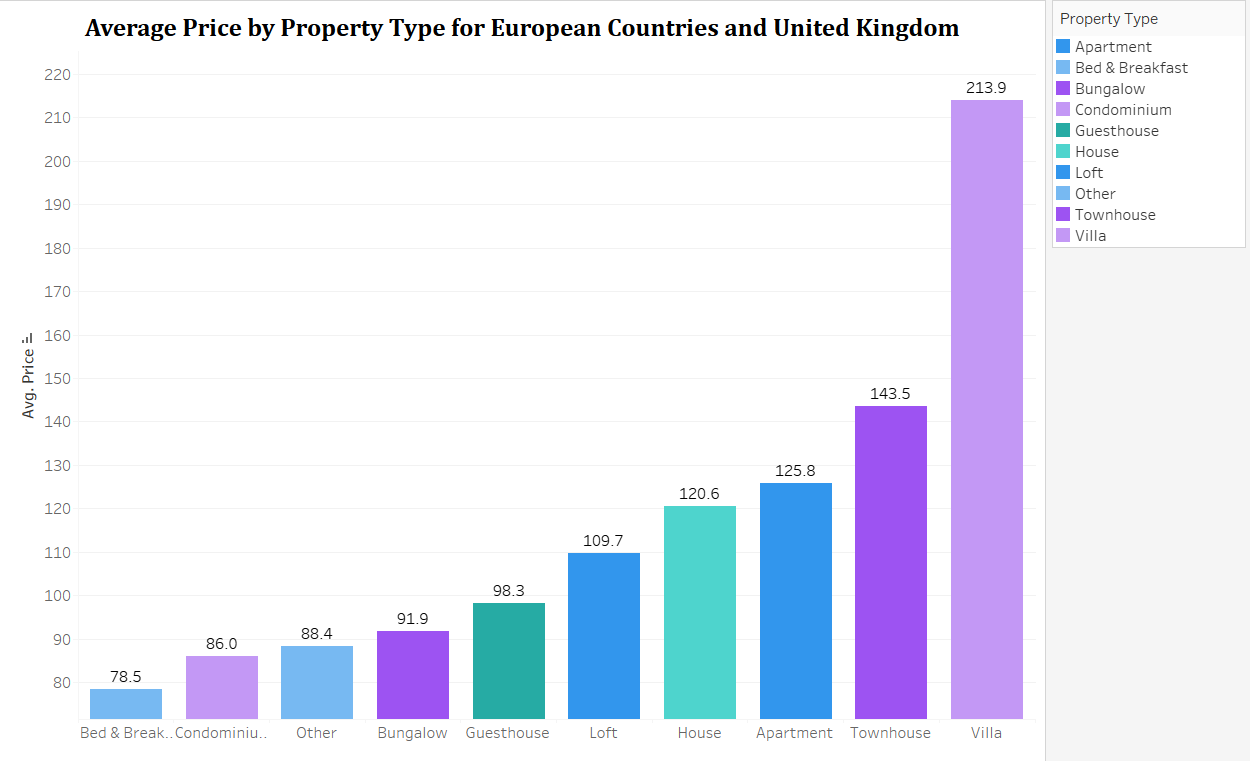 Average Price by Property Type for European Countries and United Kingdom
Avg. Price
220
210
200
190
180
170
160
150
140
130
120
110
100
90
80
78.5
86.0
88.4
91.9
98.3
109.7
120.6
125.8
143.5
213.9
Bed & Break.. Condominiu.. Other Bungalow Guesthouse Loft House Apartment Townhouse Villa
Property Type
Apartment
Bed & Breakfast
Bungalow
Condominium
Guesthouse
House
Loft
Other
Townhouse
Villa